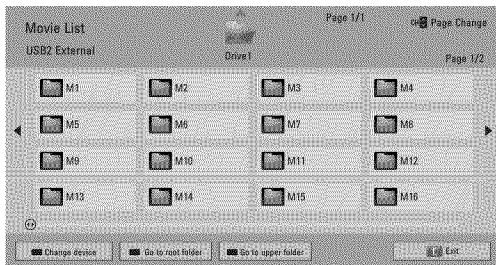 Movie List
Page 1/1
CH Page Change
USB2 External
Drive1
Page 1/2
M1 M2 M3 M4
M5 M6 M7 M8
M9 M10 M11 M12
M13 M14 M15 M16
Change device
Go to root folder
Go to upper folder
Exit